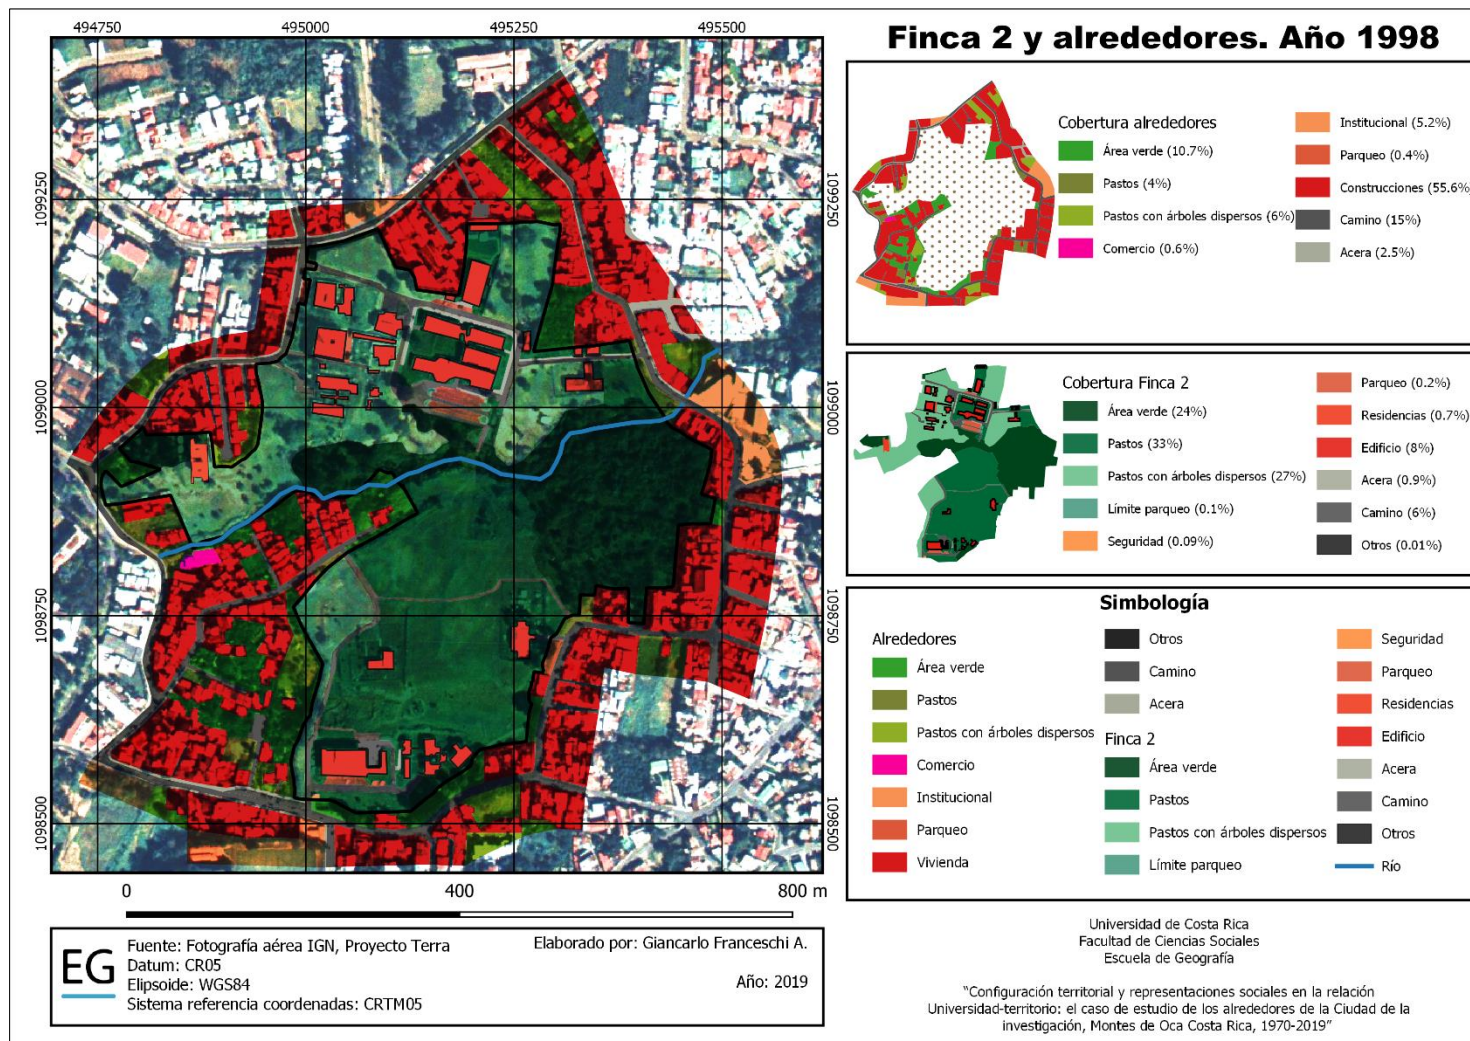 Finca 2 y alrededores. Año 1998
494750
495000
495250
495500
1099250
1099000
1098750
1098500
1099250
1099000
1098750
1098500
0
400
800 m
Cobertura alrededores
Área verde (10.7%)
Pastos (4%)
Pastos con árboles dispersos (6%)
Comercio (0.6%)
Institucional (5.2%)
Parqueo (0.4%)
Construcciones (55.6%)
Camino (15%)
Acera (2.5%)
Cobertura Finca 2
Área verde (24%)
Pastos (33%)
Pastos con árboles dispersos (27%)
Límite parqueo (0.1%)
Seguridad (0.09%)
Parqueo (0.2%)
Residencias (0.7%)
Edificio (8%)
Acera (0.9%)
Camino (6%)
Otros (0.01%)
Simbología
Alrededores
Área verde
Pastos
Pastos con árboles dispersos
Comercio
Institucional
Parqueo
Vivienda
Otros
Camino
Acera
Finca 2
Área verde
Pastos
Pastos con árboles dispersos
Límite parqueo
Seguridad
Parqueo
Residencias
Edificio
Acera
Camino
Otros
Río
EG
Fuente: Fotografía aérea IGN, Proyecto Terra
Datum: CR05
Elipsoide: WGS84
Sistema referencia coordenadas: CRTM05
Elaborado por: Giancarlo Franceschi A.
Año: 2019
Universidad de Costa Rica
Facultad de Ciencias Sociales
Escuela de Geografía
"Configuración territorial y representaciones sociales en la relación
Universidad-territorio: el caso de estudio de los alrededores de la Ciudad de la
investigación, Montes de Oca Costa Rica, 1970-2019"